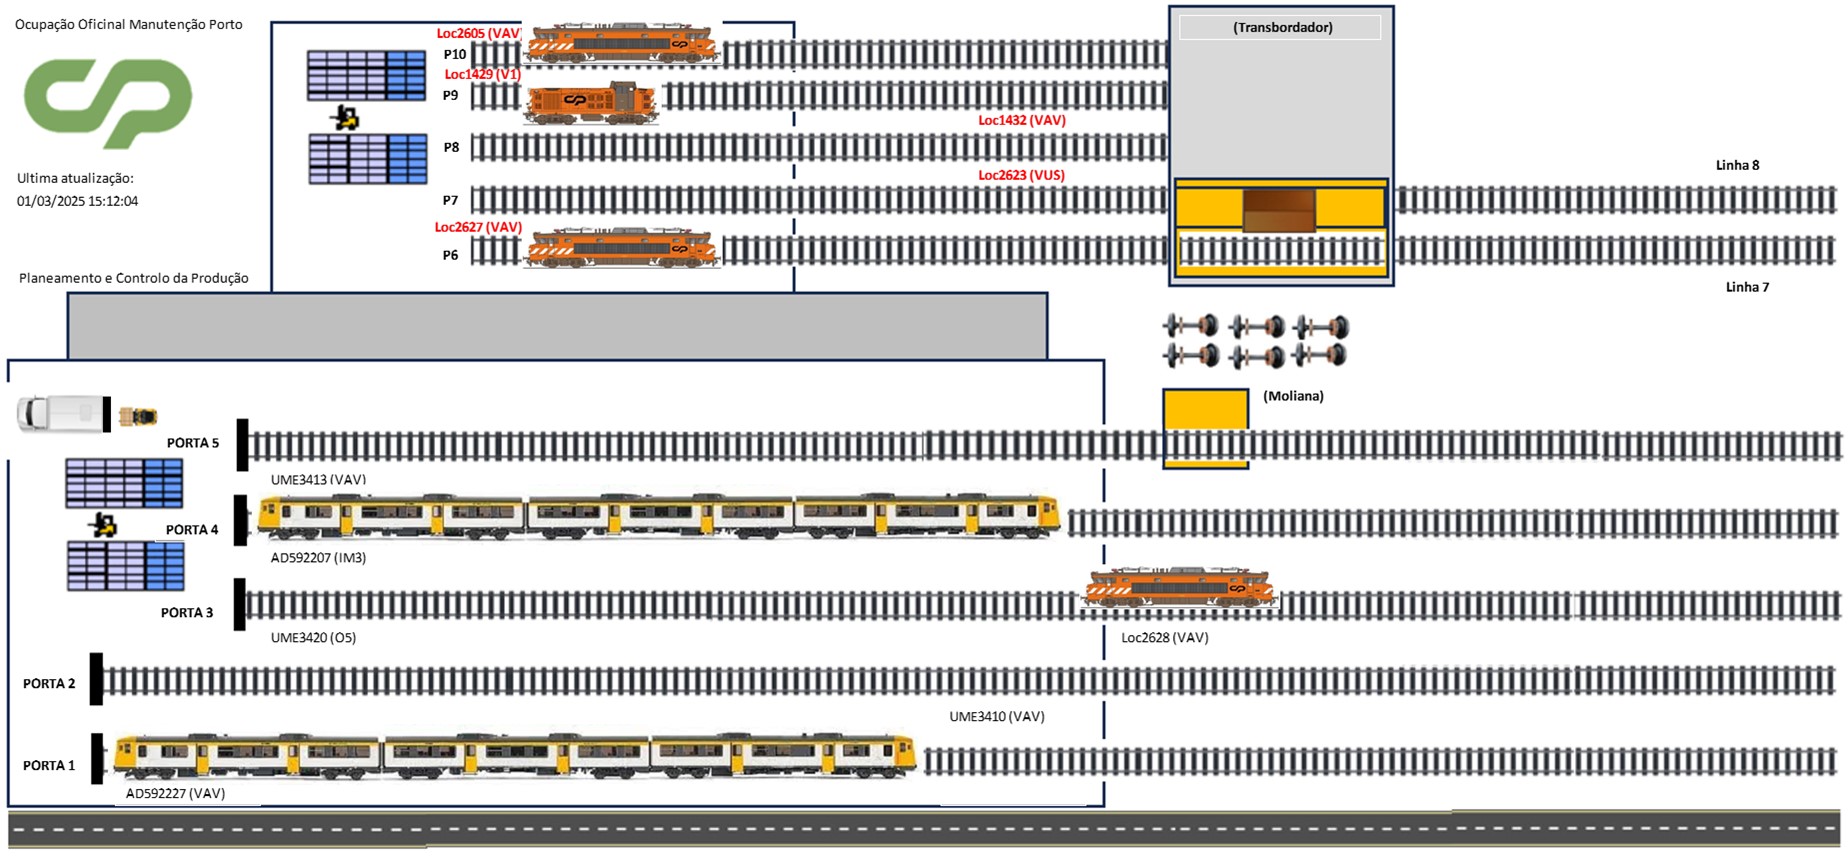 Ocupação Oficinal Manutenção Porto
CP
Ultima atualização:
01/03/2025 15:12:04
Planeamento e Controlo da Produção
Loc2605 (VAV)
P10
Loc1429 (V1)
P9
Loc1432 (VAV)
P8
Loc2623 (VUS)
P7
Loc2627 (VAV)
P6
(Transbordador)
Linha 8
Linha 7
(Moliana)
PORTA 5
UME3413 (VAV)
PORTA 4
AD592207 (IM3)
PORTA 3
UME3420 (O5)
Loc2628 (VAV)
PORTA 2
UME3410 (VAV)
PORTA 1
AD592227 (VAV)